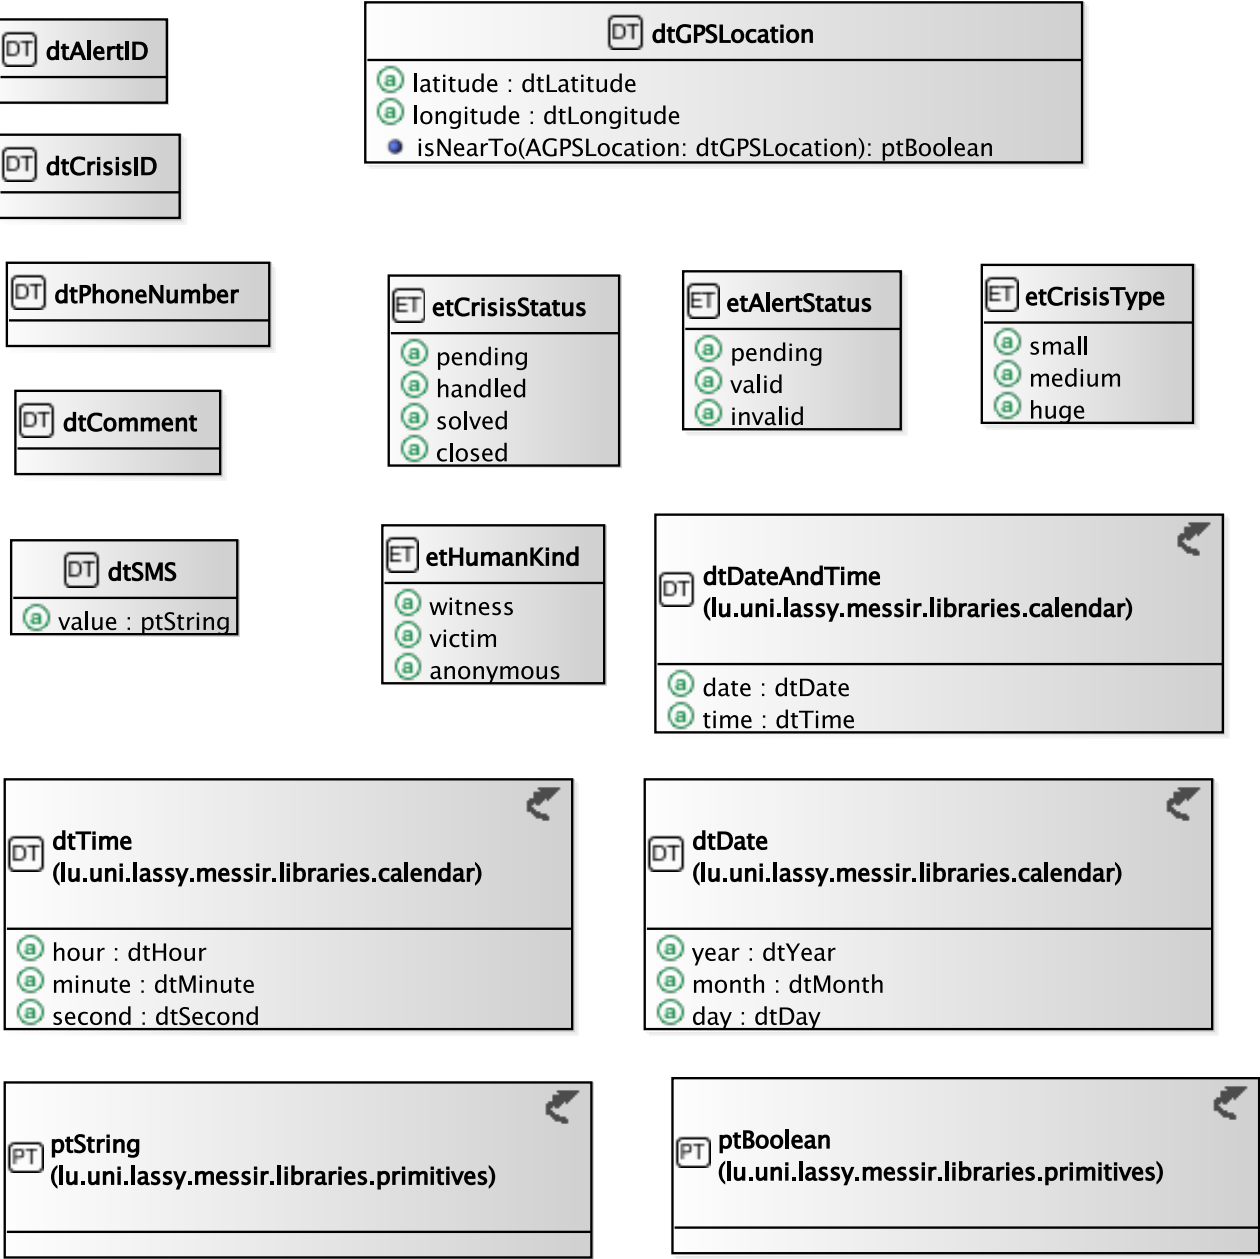 DT dtAlertID
DT dtGPSLocation
a latitude : dtLatitude
a longitude : dtLongitude
isNearTo(AGPSLocation: dtGPSLocation): ptBoolean
DT dtCrisisID
DT dtPhoneNumber
ET etCrisisStatus
a pending
a handled
a solved
a closed
ET etAlertStatus
a pending
a valid
a invalid
ET etCrisisType
a small
a medium
a huge
DT dtComment
DT dtSMS
a value : ptString
ET etHumanKind
a witness
a victim
a anonymous
DT dtDateAndTime
(lu.uni.lassy.messir.libraries.calendar)
a date : dtDate
a time : dtTime
DT dtTime
(lu.uni.lassy.messir.libraries.calendar)
a hour : dtHour
a minute : dtMinute
a second : dtSecond
DT dtDate
(lu.uni.lassy.messir.libraries.calendar)
a year : dtYear
a month : dtMonth
a day : dtDay
PT ptString
(lu.uni.lassy.messir.libraries.primitives)
PT ptBoolean
(lu.uni.lassy.messir.libraries.primitives)